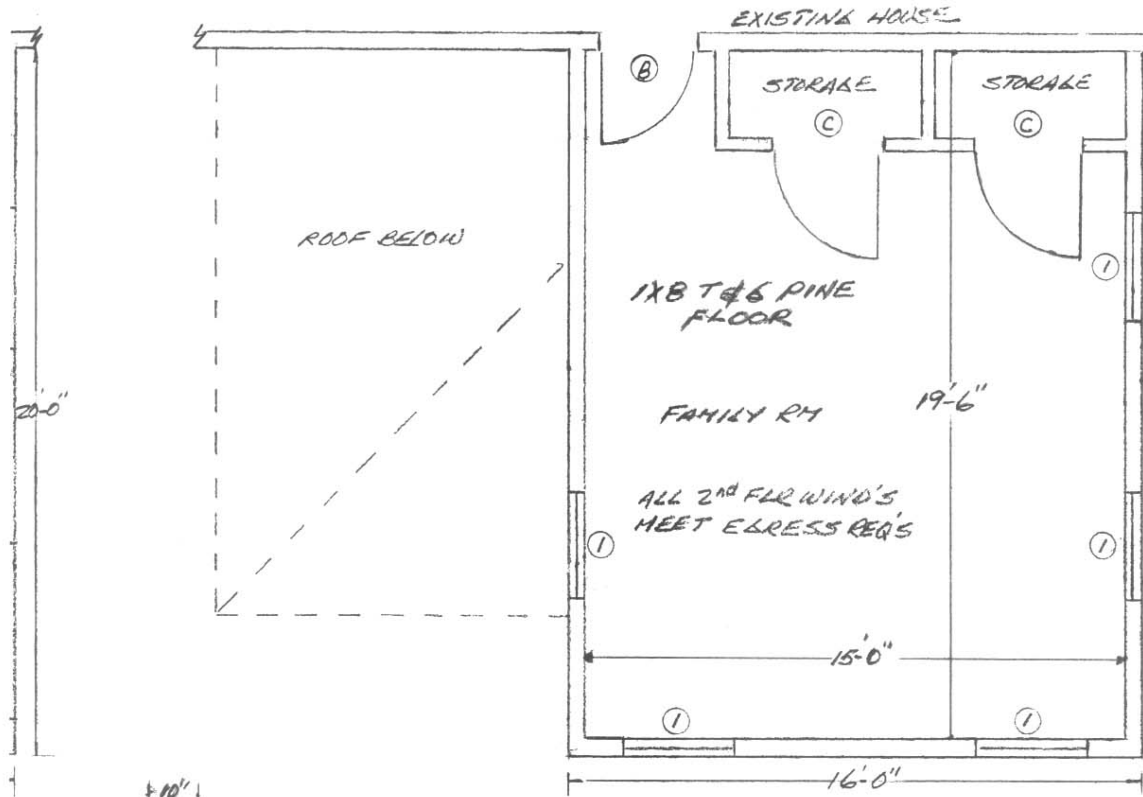 EXISTING HOUSE
B
STORAGE
C
STORAGE
C
ROOF BELOW
1
1X8 T&G PINE
FLOOR
20'-0"
19'-6"
FAMILY RM
ALL 2nd FLR WIND'S
MEET EGRESS REQ'S
1
1
15'-0"
1
1
16'-0"
10"